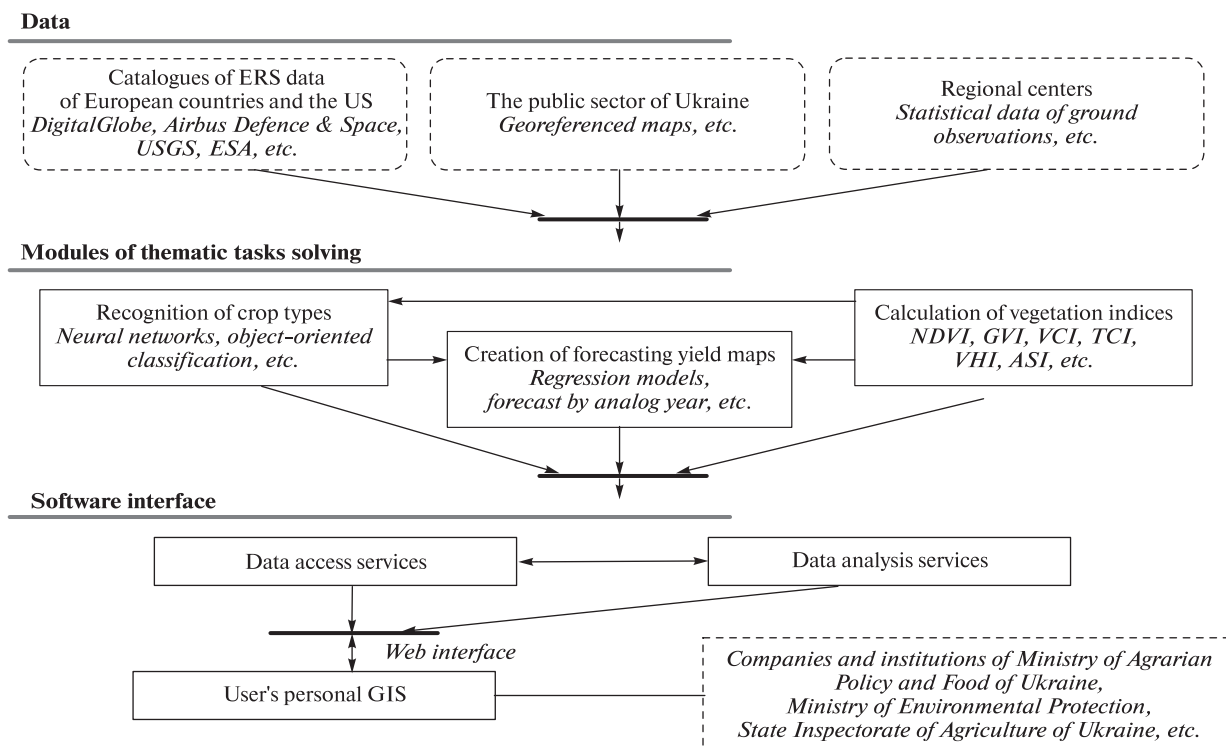 Data
Catalogues of ERS data
of European countries and the US
DigitalGlobe, Airbus Defence & Space,
USGS, ESA, etc.
The public sector of Ukraine
Georeferenced maps, etc.
Regional centers
Statistical data of ground
observations, etc.
Modules of thematic tasks solving
Recognition of crop types
Neural networks, object-oriented
classification, etc.
Creation of forecasting yield maps
Regression models,
forecast by analog year, etc.
Calculation of vegetation indices
NDVI, GVI, VCI, TCI,
VHI, ASI, etc.
Software interface
Data access services
Data analysis services
Web interface
User's personal GIS
Companies and institutions of Ministry of Agrarian
Policy and Food of Ukraine,
Ministry of Environmental Protection,
State Inspectorate of Agriculture of Ukraine, etc.